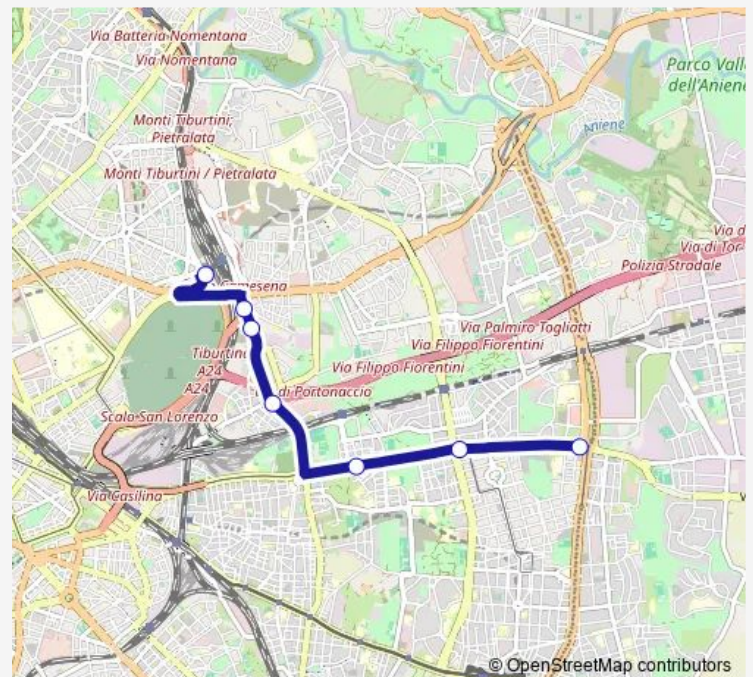 Via Batteria Nomentana
Via Nomentana
Parco Vall
dell'Aniene
Monti Tiburtini;
Pietralata
Aniene
Monti Tiburtini / Pietralata
Via d
Via di Tor
Polizia Stradale
Camesena
Via Palmiro Togliatti
Via Filippo Fiorentini
Tiburtina
A24
A24
Via Filippo Fiorentini
di Portonaccio
Scalo San Lorenzo
Via Casilina
© OpenStreetMap contributors